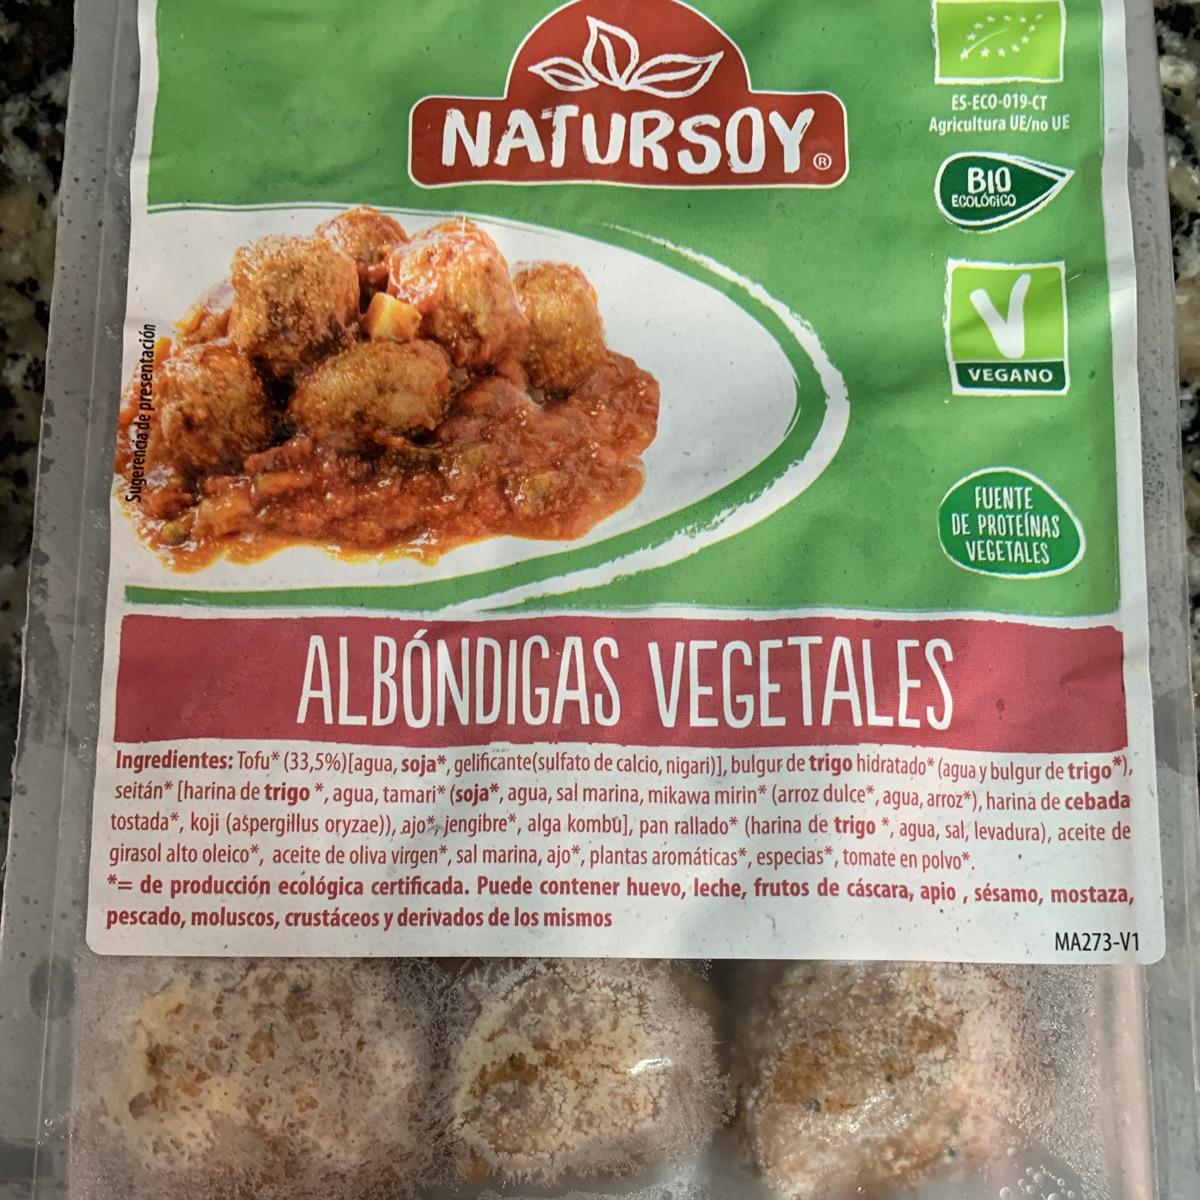 NATURSOY®
ES-ECO-019-CT
Agricultura UE/no UE
BIO
ECOLÓGICO
V
VEGANO
Sugerencia de presentación
FUENTE
DE PROTEÍNAS
VEGETALES
ALBÓNDIGAS VEGETALES
Ingredientes: Tofu* (33,5%)[agua, soja*, gelificante(sulfato de calcio, nigari)], bulgur de trigo hidratado* (agua y bulgur de trigo*),
seitán* [harina de trigo *, agua, tamari* (soja*, agua, sal marina, mikawa mirin* (arroz dulce*, agua, arroz*), harina de cebada
tostada*, koji (aspergillus oryzae)), ajo*, jengibre*, alga kombu], pan rallado* (harina de trigo *, agua, sal, levadura), aceite de
girasol alto oleico*, aceite de oliva virgen*, sal marina, ajo*, plantas aromáticas*, especias*, tomate en polvo*.
*= de producción ecológica certificada. Puede contener huevo, leche, frutos de cáscara, apio , sésamo, mostaza,
pescado, moluscos, crustáceos y derivados de los mismos
MA273-V1